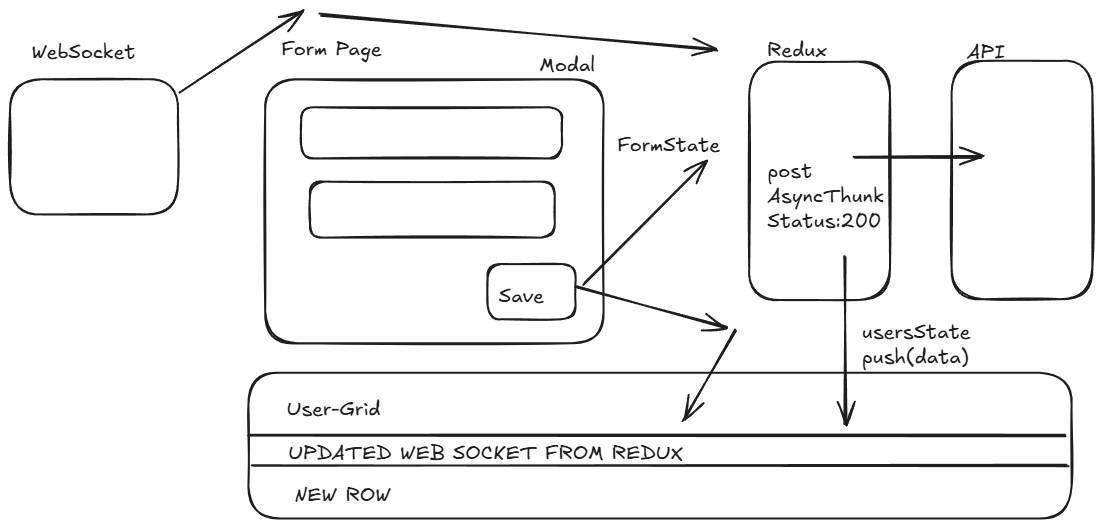 WebSocket
Form Page
Modal
Redux
API
FormState
post
AsyncThunk
Status:200
Save
usersState
push(data)
User-Grid
UPDATED WEB SOCKET FROM REDUX
NEW ROW